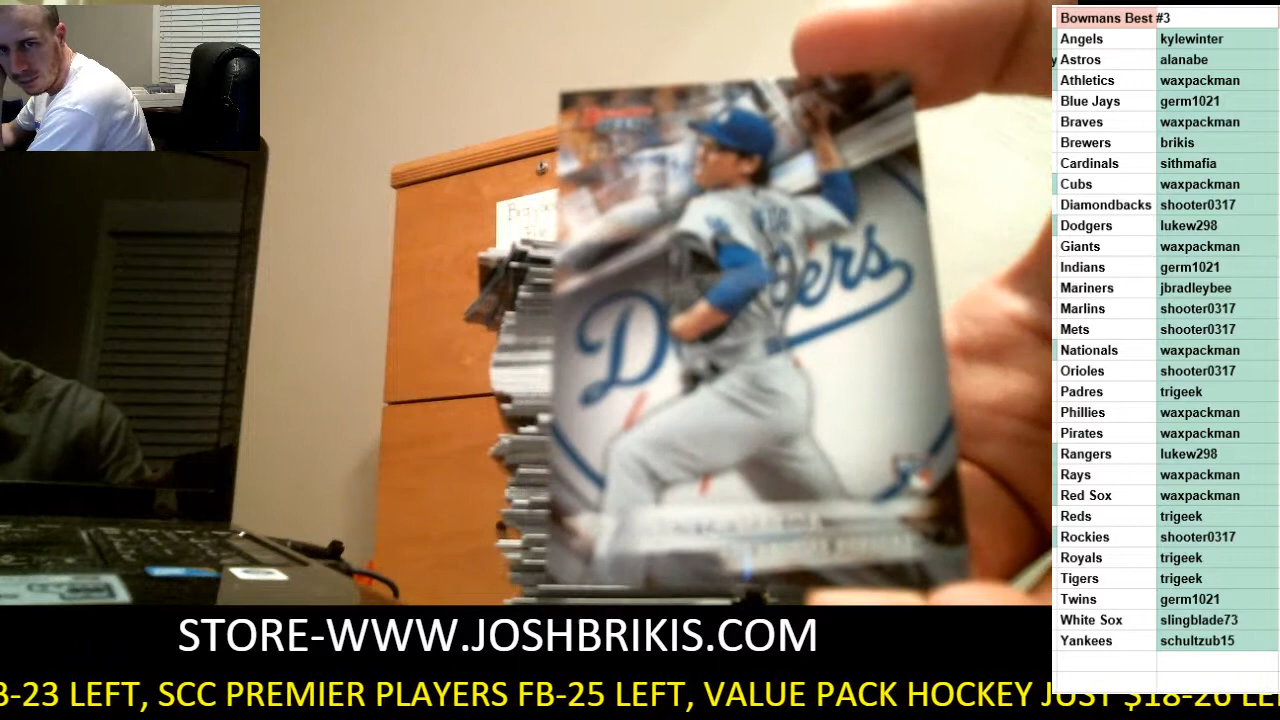 Bowmans Best #3
Angels kylewinter
Astros alanabe
Athletics waxpackman
Blue Jays germ1021
Braves waxpackman
Brewers brikis
Cardinals sithmafia
Cubs waxpackman
Diamondbacks shooter0317
Dodgers lukew298
Giants waxpackman
Indians germ1021
Mariners jbradleybee
Marlins shooter0317
Mets shooter0317
Nationals waxpackman
Orioles shooter0317
Padres trigeek
Phillies waxpackman
Pirates waxpackman
Rangers lukew298
Rays waxpackman
Red Sox waxpackman
Reds trigeek
Rockies shooter0317
Royals trigeek
Tigers trigeek
Twins germ1021
White Sox slingblade73
Yankees schultzub15
STORE-WWW.JOSHBRIKIS.COM
-23 LEFT, SCC PREMIER PLAYERS FB-25 LEFT, VALUE PACK HOCKEY JUST $18-26